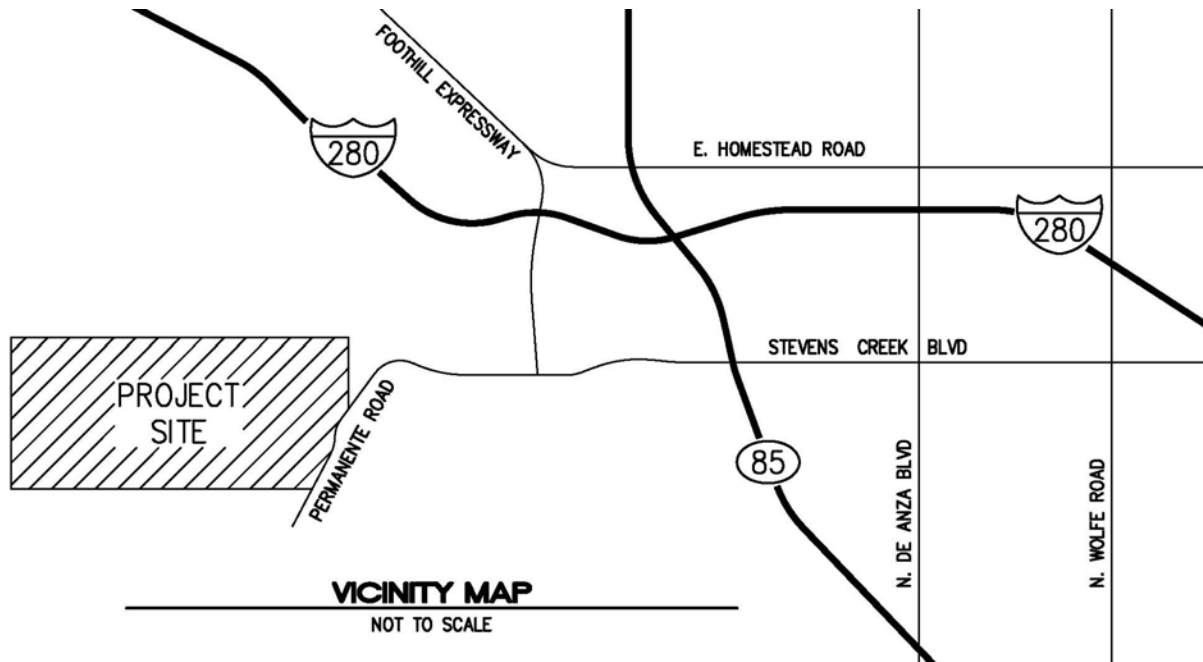 FOOTHILL EXPRESSWAY
280
E. HOMESTEAD ROAD
280
STEVENS CREEK BLVD
PROJECT
SITE
PERMANENTE ROAD
85
N. DE ANZA BLVD
N. WOLFE ROAD
VICINITY MAP
NOT TO SCALE